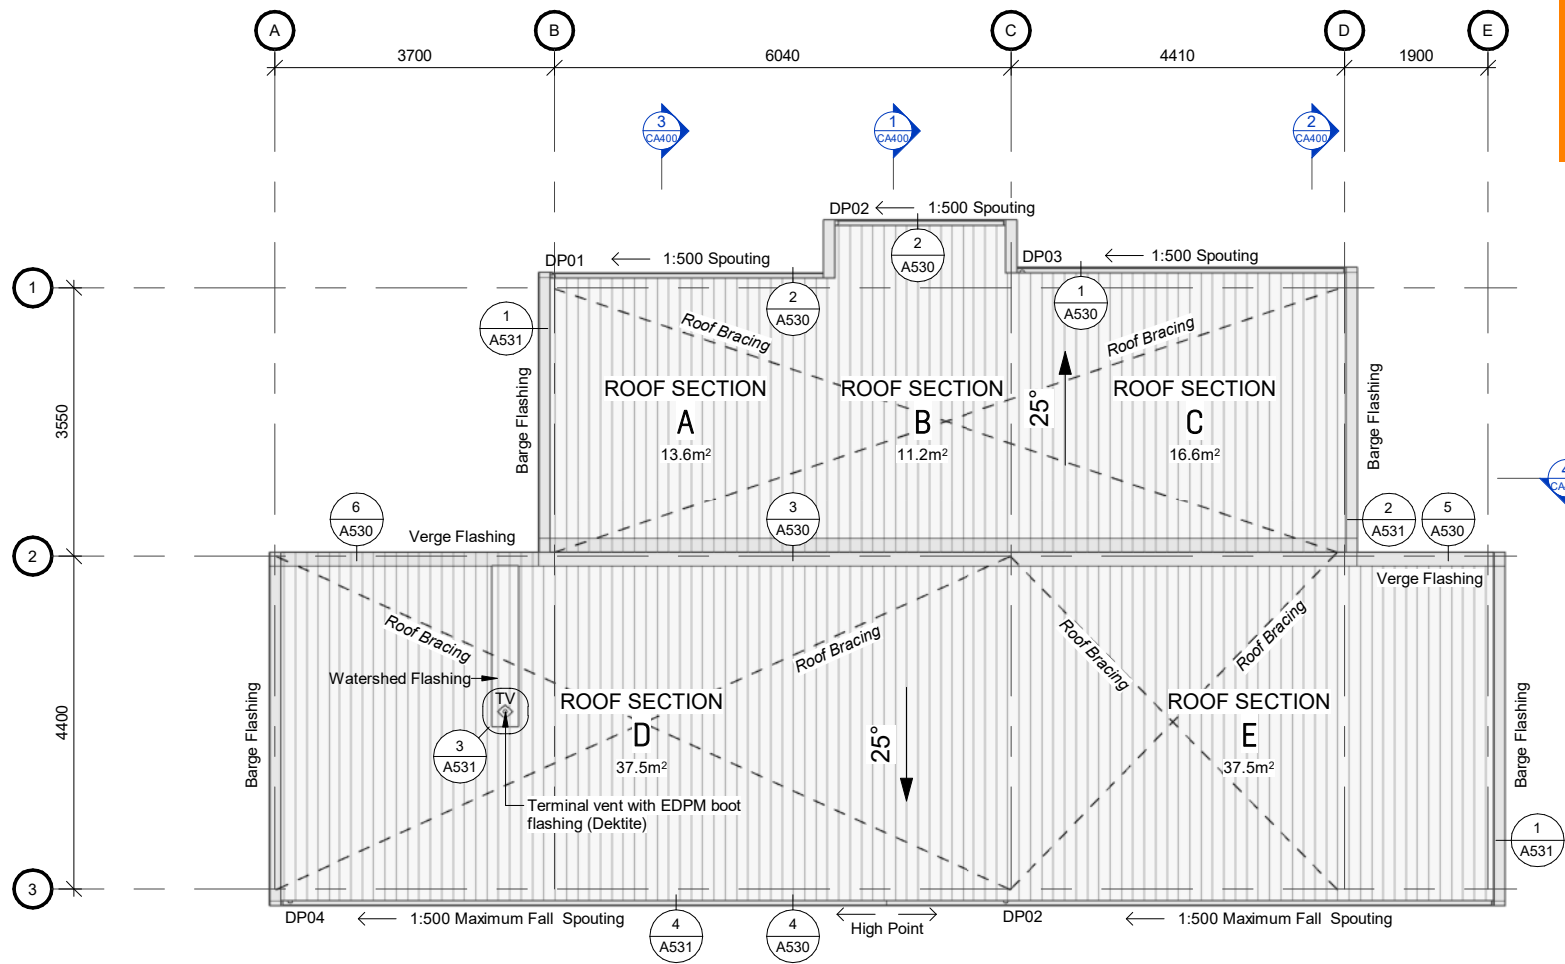 A
B
C
D
E
3700
6040
4410
1900
3
CA400
1
CA400
2
CA400
DP02
1:500 Spouting
DP01
1:500 Spouting
2
A530
DP03
1:500 Spouting
1
2
A530
1
A530
1
A531
Roof Bracing
Roof Bracing
ROOF SECTION
A
13.6m²
ROOF SECTION
B
11.2m²
25°
ROOF SECTION
C
16.6m²
Barge Flashing
Barge Flashing
3550
6
A530
3
A530
2
A531
5
A530
Verge Flashing
2
Verge Flashing
Roof Bracing
Roof Bracing
Roof Bracing
Roof Bracing
Watershed Flashing
TV
ROOF SECTION
D
37.5m²
25°
ROOF SECTION
E
37.5m²
Barge Flashing
Barge Flashing
4400
3
A531
Terminal vent with EDPM boot
flashing (Dektite)
1
A531
3
DP04
1:500 Maximum Fall Spouting
4
A531
4
A530
High Point
DP02
1:500 Maximum Fall Spouting